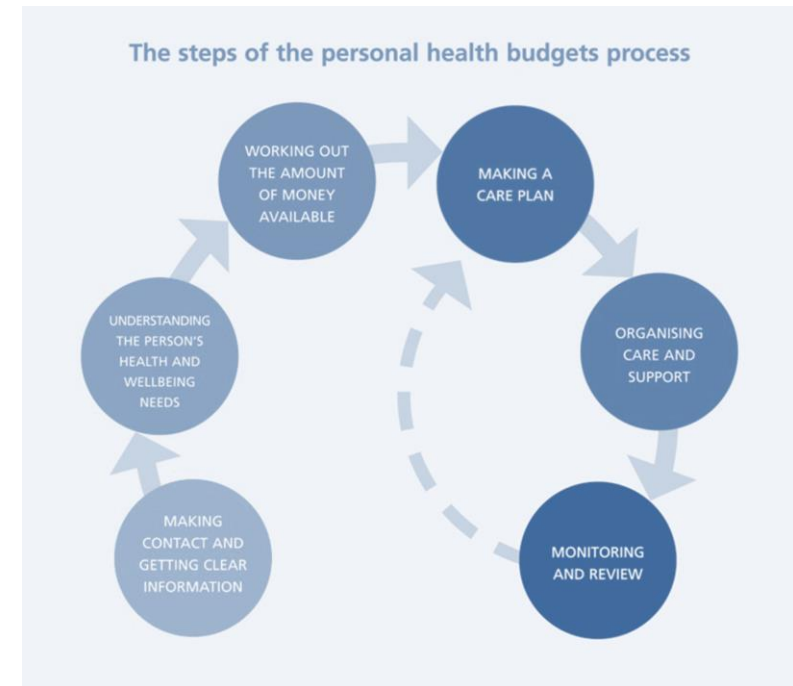 The steps of the personal health budgets process
MAKING
CONTACT AND
GETTING CLEAR
INFORMATION
UNDERSTANDING
THE PERSON'S
HEALTH AND
WELLBEING
NEEDS
WORKING OUT
THE AMOUNT
OF MONEY
AVAILABLE
MAKING A
CARE PLAN
ORGANISING
CARE AND
SUPPORT
MONITORING
AND REVIEW